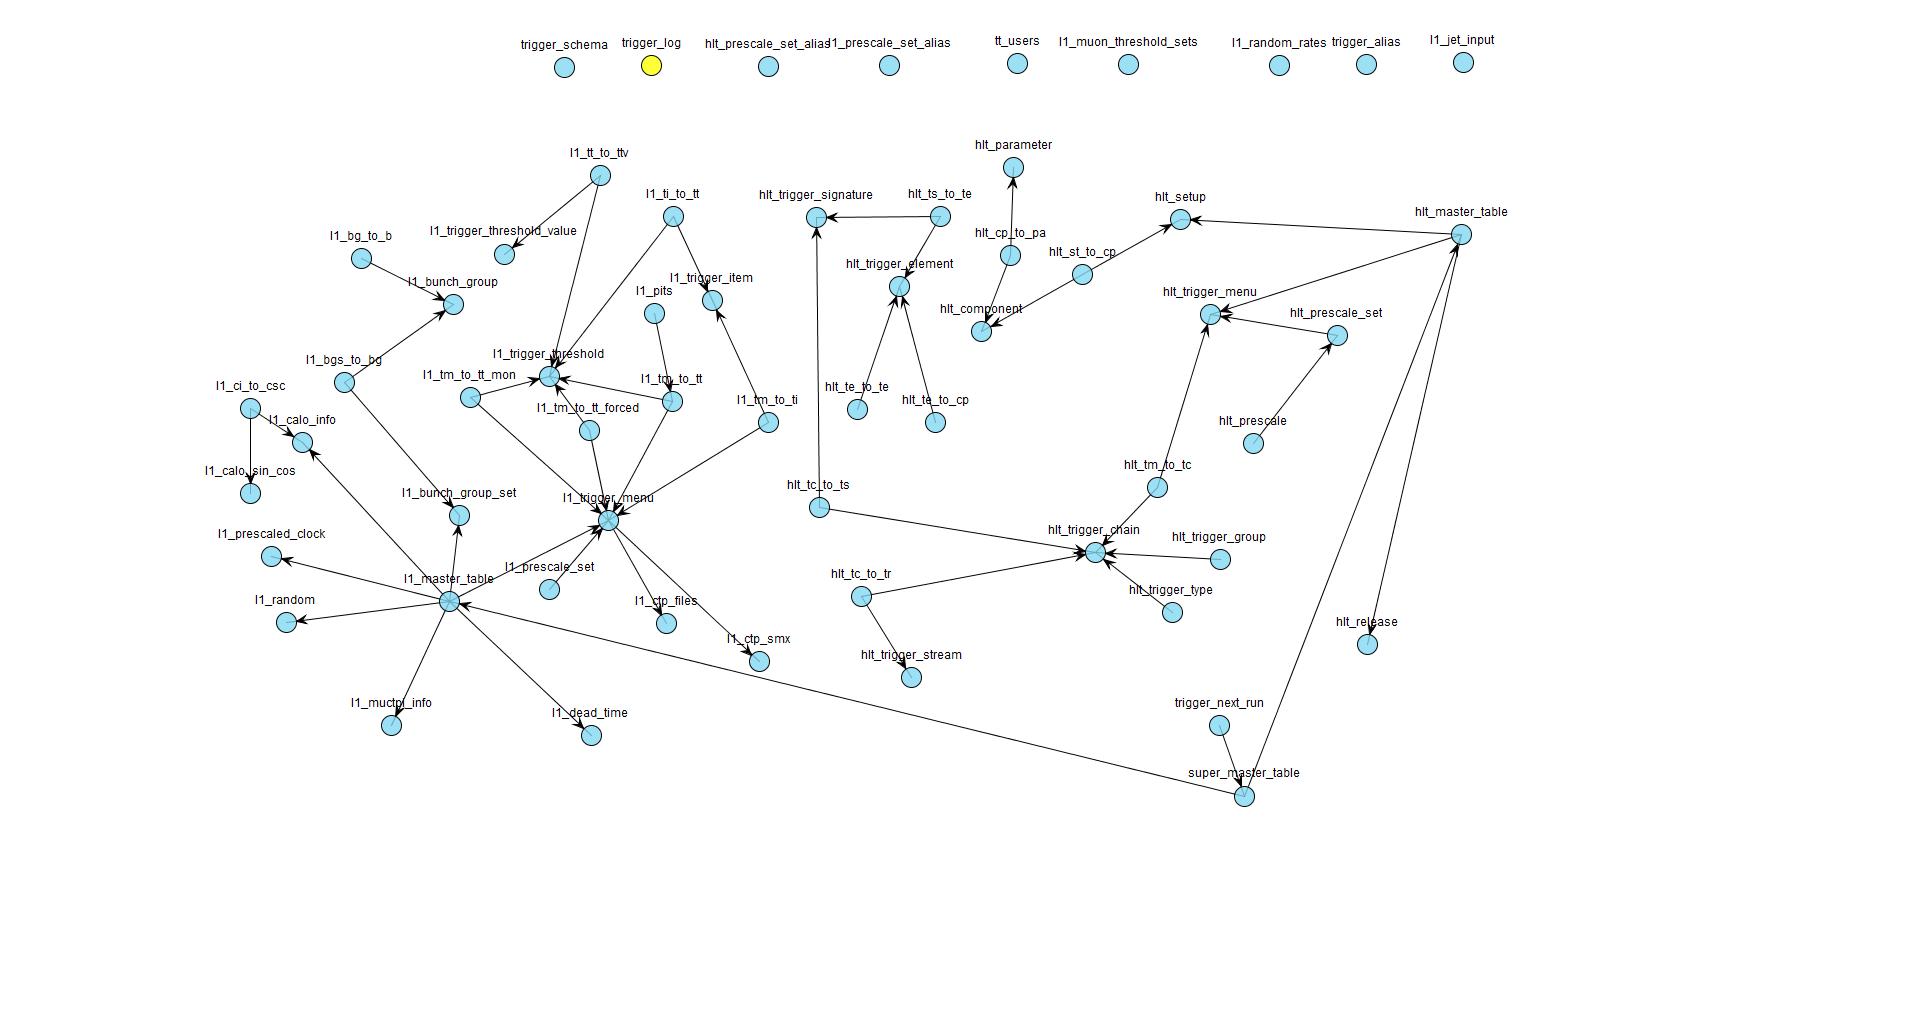 trigger_schema
trigger_log
hlt_prescale_set_alias
l1_prescale_set_alias
tt_users
l1_muon_threshold_sets
l1_random_rates
trigger_alias
l1_jet_input
hlt_parameter
l1_tt_to_ttv
l1_ti_to_tt
hlt_trigger_signature
hlt_ts_to_te
hlt_setup
hlt_master_table
l1_bg_to_b
l1_trigger_threshold_value
hlt_cp_to_pa
hlt_st_to_cp
hlt_trigger_element
l1_bunch_group
l1_trigger_item
l1_pits
hlt_trigger_menu
hlt_component
hlt_prescale_set
l1_bgs_to_bg
l1_trigger_threshold
l1_tm_to_tt_mon
l1_tm_to_tt
l1_ci_to_csc
hlt_te_to_te
l1_tm_to_ti
hlt_te_to_cp
l1_tm_to_tt_forced
l1_calo_info
hlt_prescale
l1_calo_sin_cos
hlt_tm_to_tc
hlt_tc_to_ts
l1_bunch_group_set
l1_trigger_menu
l1_prescaled_clock
hlt_trigger_chain
hlt_trigger_group
l1_prescale_set
l1_master_table
hlt_tc_to_tr
hlt_trigger_type
l1_random
l1_ctp_files
hlt_release
l1_ctp_smx
hlt_trigger_stream
l1_muctpi_info
trigger_next_run
l1_dead_time
super_master_table